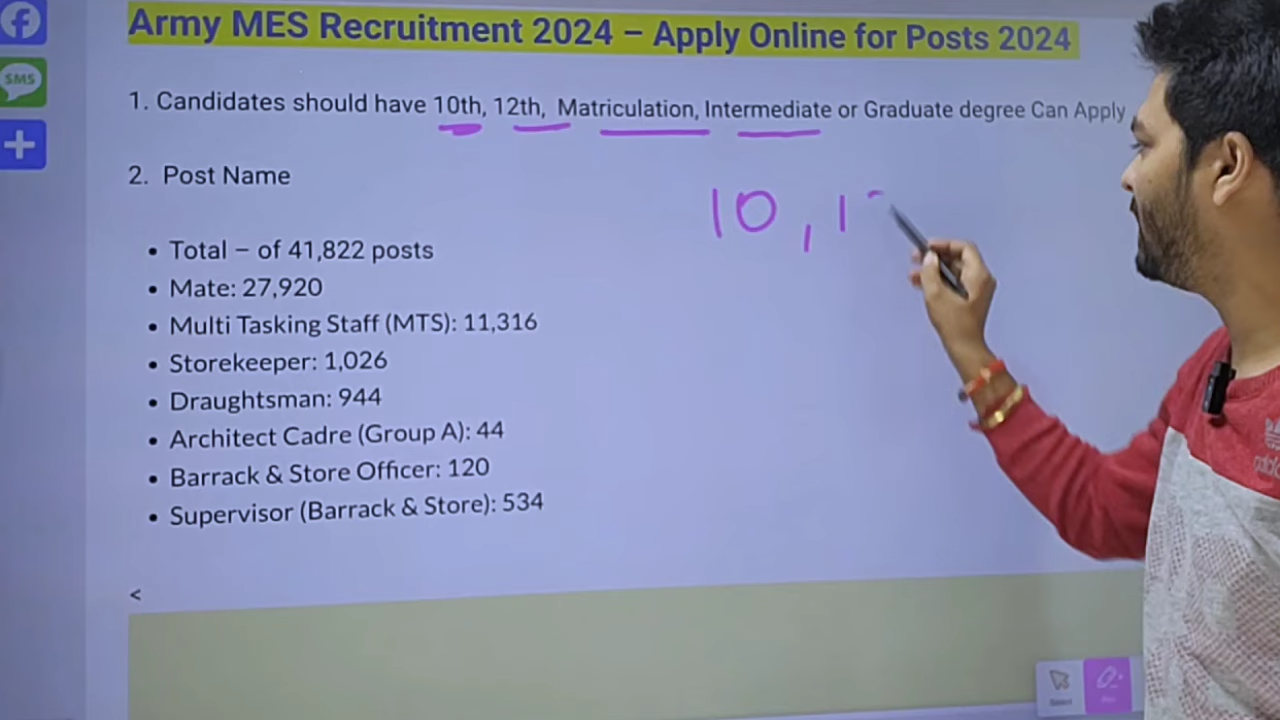 Army MES Recruitment 2024 – Apply Online for Posts 2024
SMS
1. Candidates should have 10th, 12th, Matriculation, Intermediate or Graduate degree Can Apply
2. Post Name
10, 1
• Total – of 41,822 posts
• Mate: 27,920
• Multi Tasking Staff (MTS): 11,316
• Storekeeper: 1,026
• Draughtsman: 944
• Architect Cadre (Group A): 44
• Barrack & Store Officer: 120
• Supervisor (Barrack & Store): 534
<
Select